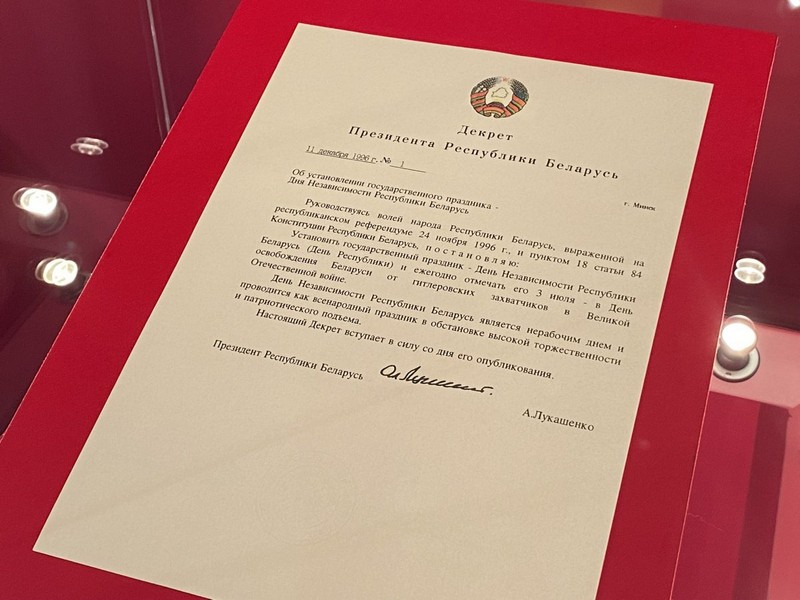 Декрет
Президента Республики Беларусь
11 декабря 1996 г. № 1
г. Минск
Об установлении государственного праздника -
Дня Независимости Республики Беларусь
Руководствуясь волей народа Республики Беларусь, выраженной на
республиканском референдуме 24 ноября 1996 г., и пунктом 18 статьи 84
Конституции Республики Беларусь, постановляю:
Установить государственный праздник - День Независимости Республики
Беларусь (День Республики) и ежегодно отмечать его 3 июля - в День
освобождения Беларуси от гитлеровских захватчиков в Великой
Отечественной войне.
День Независимости Республики Беларусь является нерабочим днем и
проводится как всенародный праздник в обстановке высокой торжественности
и патриотического подъема.
Настоящий Декрет вступает в силу со дня его опубликования.
Президент Республики Беларусь
А.Лукашенко